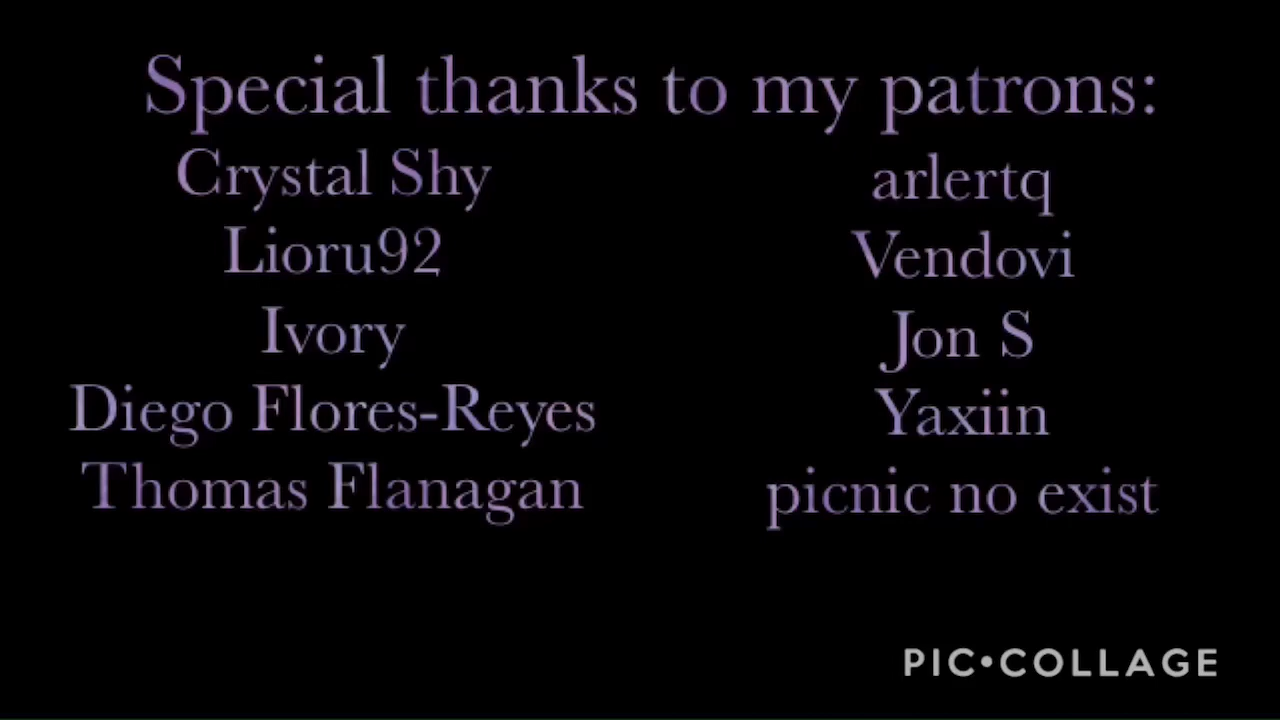 Special thanks to my patrons:
Crystal Shy
Lioru92
Ivory
Diego Flores-Reyes
Thomas Flanagan
arlertq
Vendovi
Jon S
Yaxiin
picnic no exist
PIC•COLLAGE